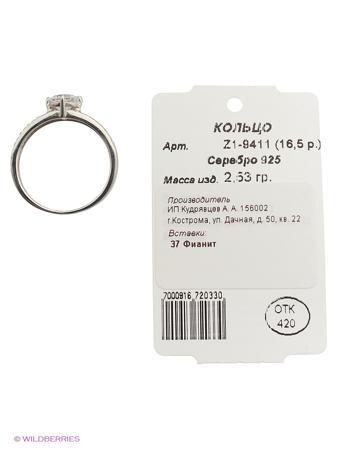 КОЛЬЦО
Арт. Z1-9411 (16,5 р.)
Серебро 925
Масса изд. 2,53 гр.
Производитель
ИП Кудрявцев А. А. 156002
г.Кострома, ул. Дачная, д. 50, кв. 22
Вставки:
37 Фианит
7000916 720330
ОТК
420
© WILDBERRIES